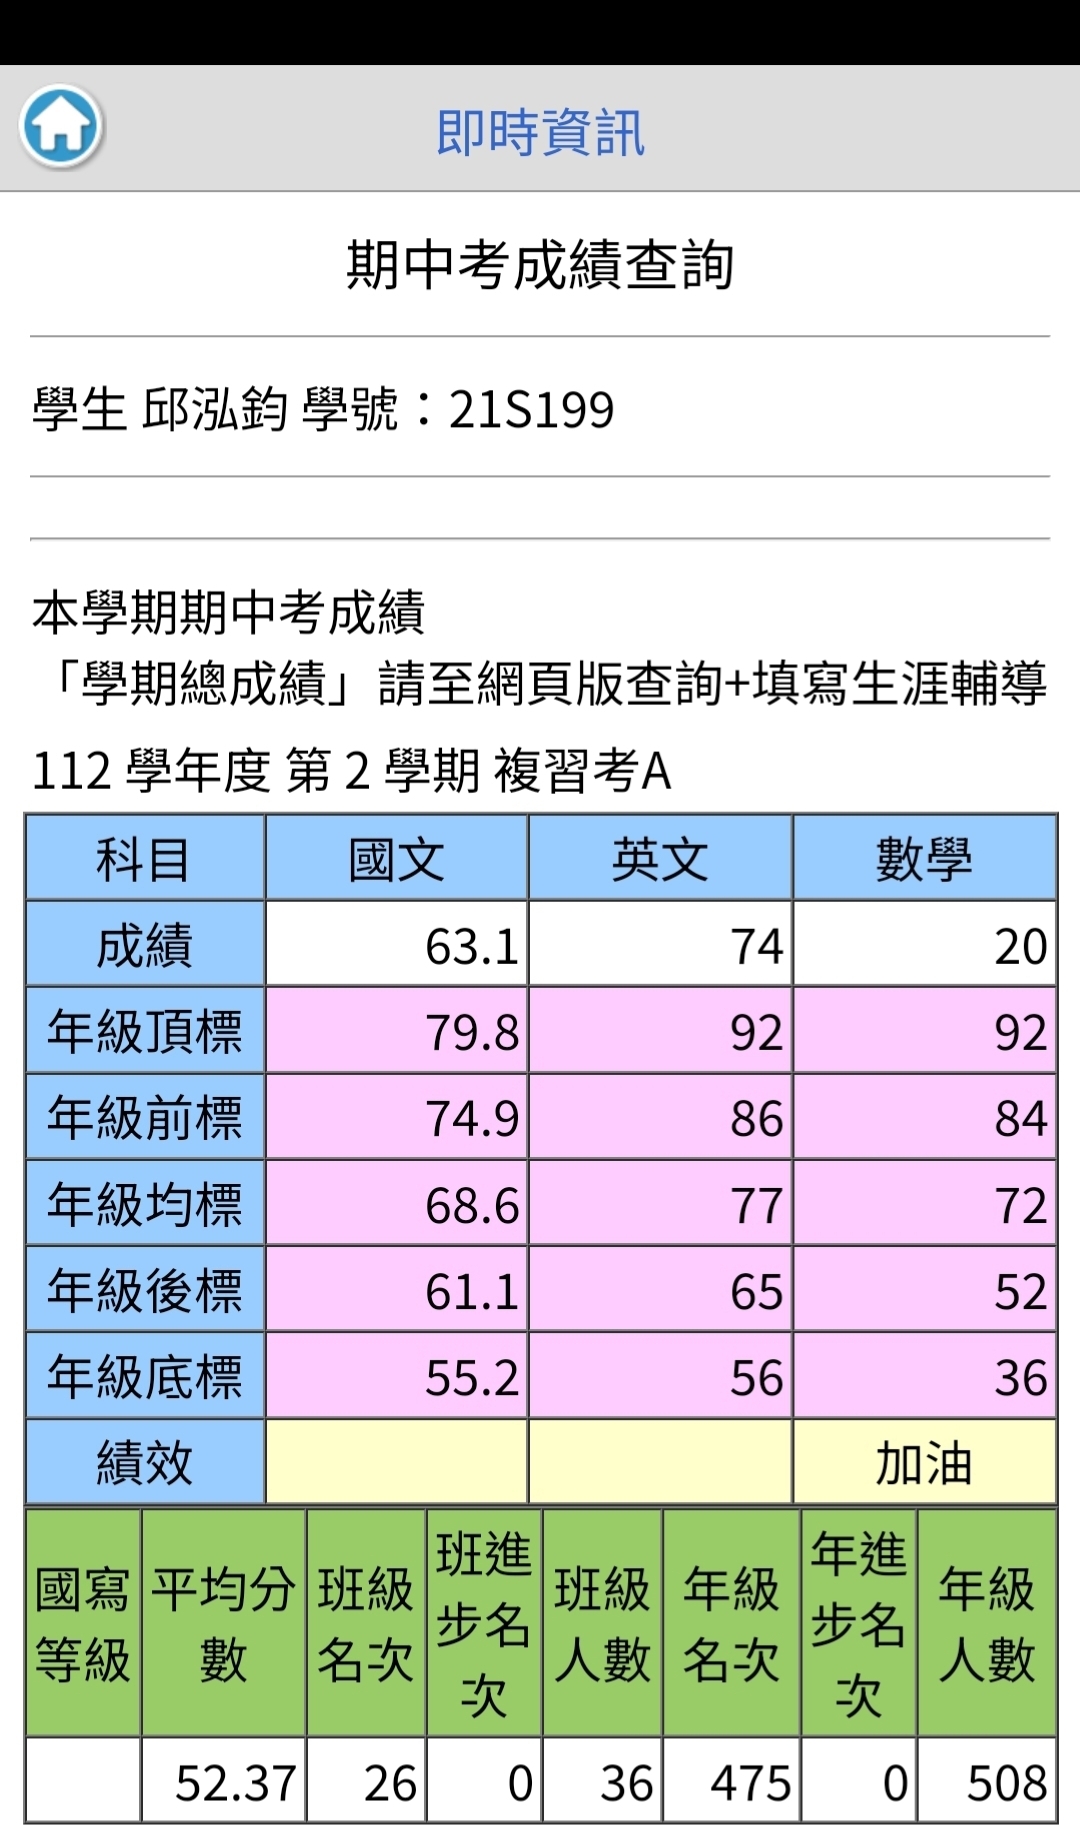 即時資訊
期中考成績查詢
學生 邱泓鈞 學號：21S199
本學期期中考成績
「學期總成績」請至網頁版查詢+填寫生涯輔導
112 學年度 第 2 學期 複習考A
科目 國文 英文 數學
成績 63.1 74 20
年級頂標 79.8 92 92
年級前標 74.9 86 84
年級均標 68.6 77 72
年級後標 61.1 65 52
年級底標 55.2 56 36
績效 加油
國寫等級 平均分數 班級名次 班進步名次 班級人數 年級名次 年進步名次 年級人數
52.37 26 0 36 475 0 508